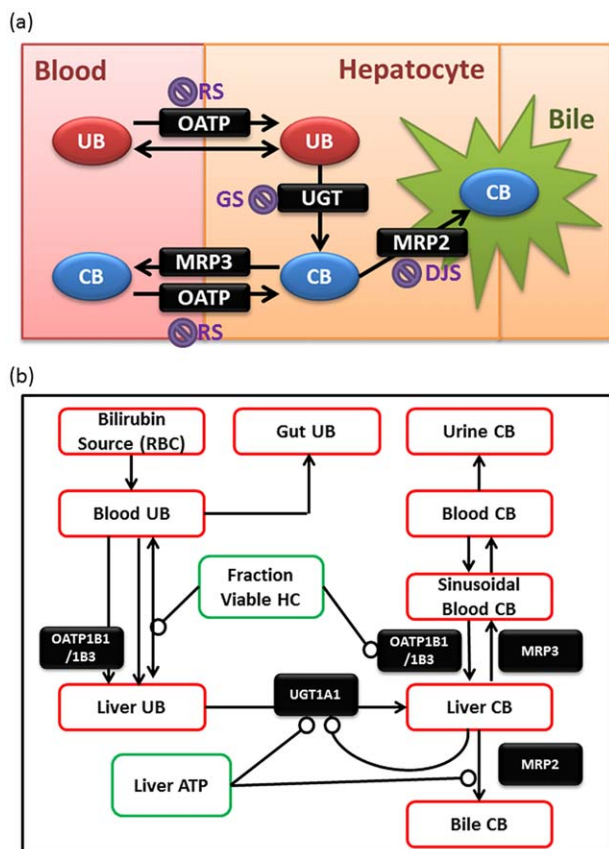 (a)
Blood
Hepatocyte
Bile
RS
OATP
UB
UB
CB
GS
UGT
MRP2
MRP3
CB
CB
DJS
OATP
RS
(b)
Bilirubin
Source (RBC)
Gut UB
Urine CB
Blood UB
Blood CB
Fraction
Viable HC
Sinusoidal
Blood CB
OATP1B1
/1B3
OATP1B1
/1B3
MRP3
Liver UB
UGT1A1
Liver CB
Liver ATP
MRP2
Bile CB